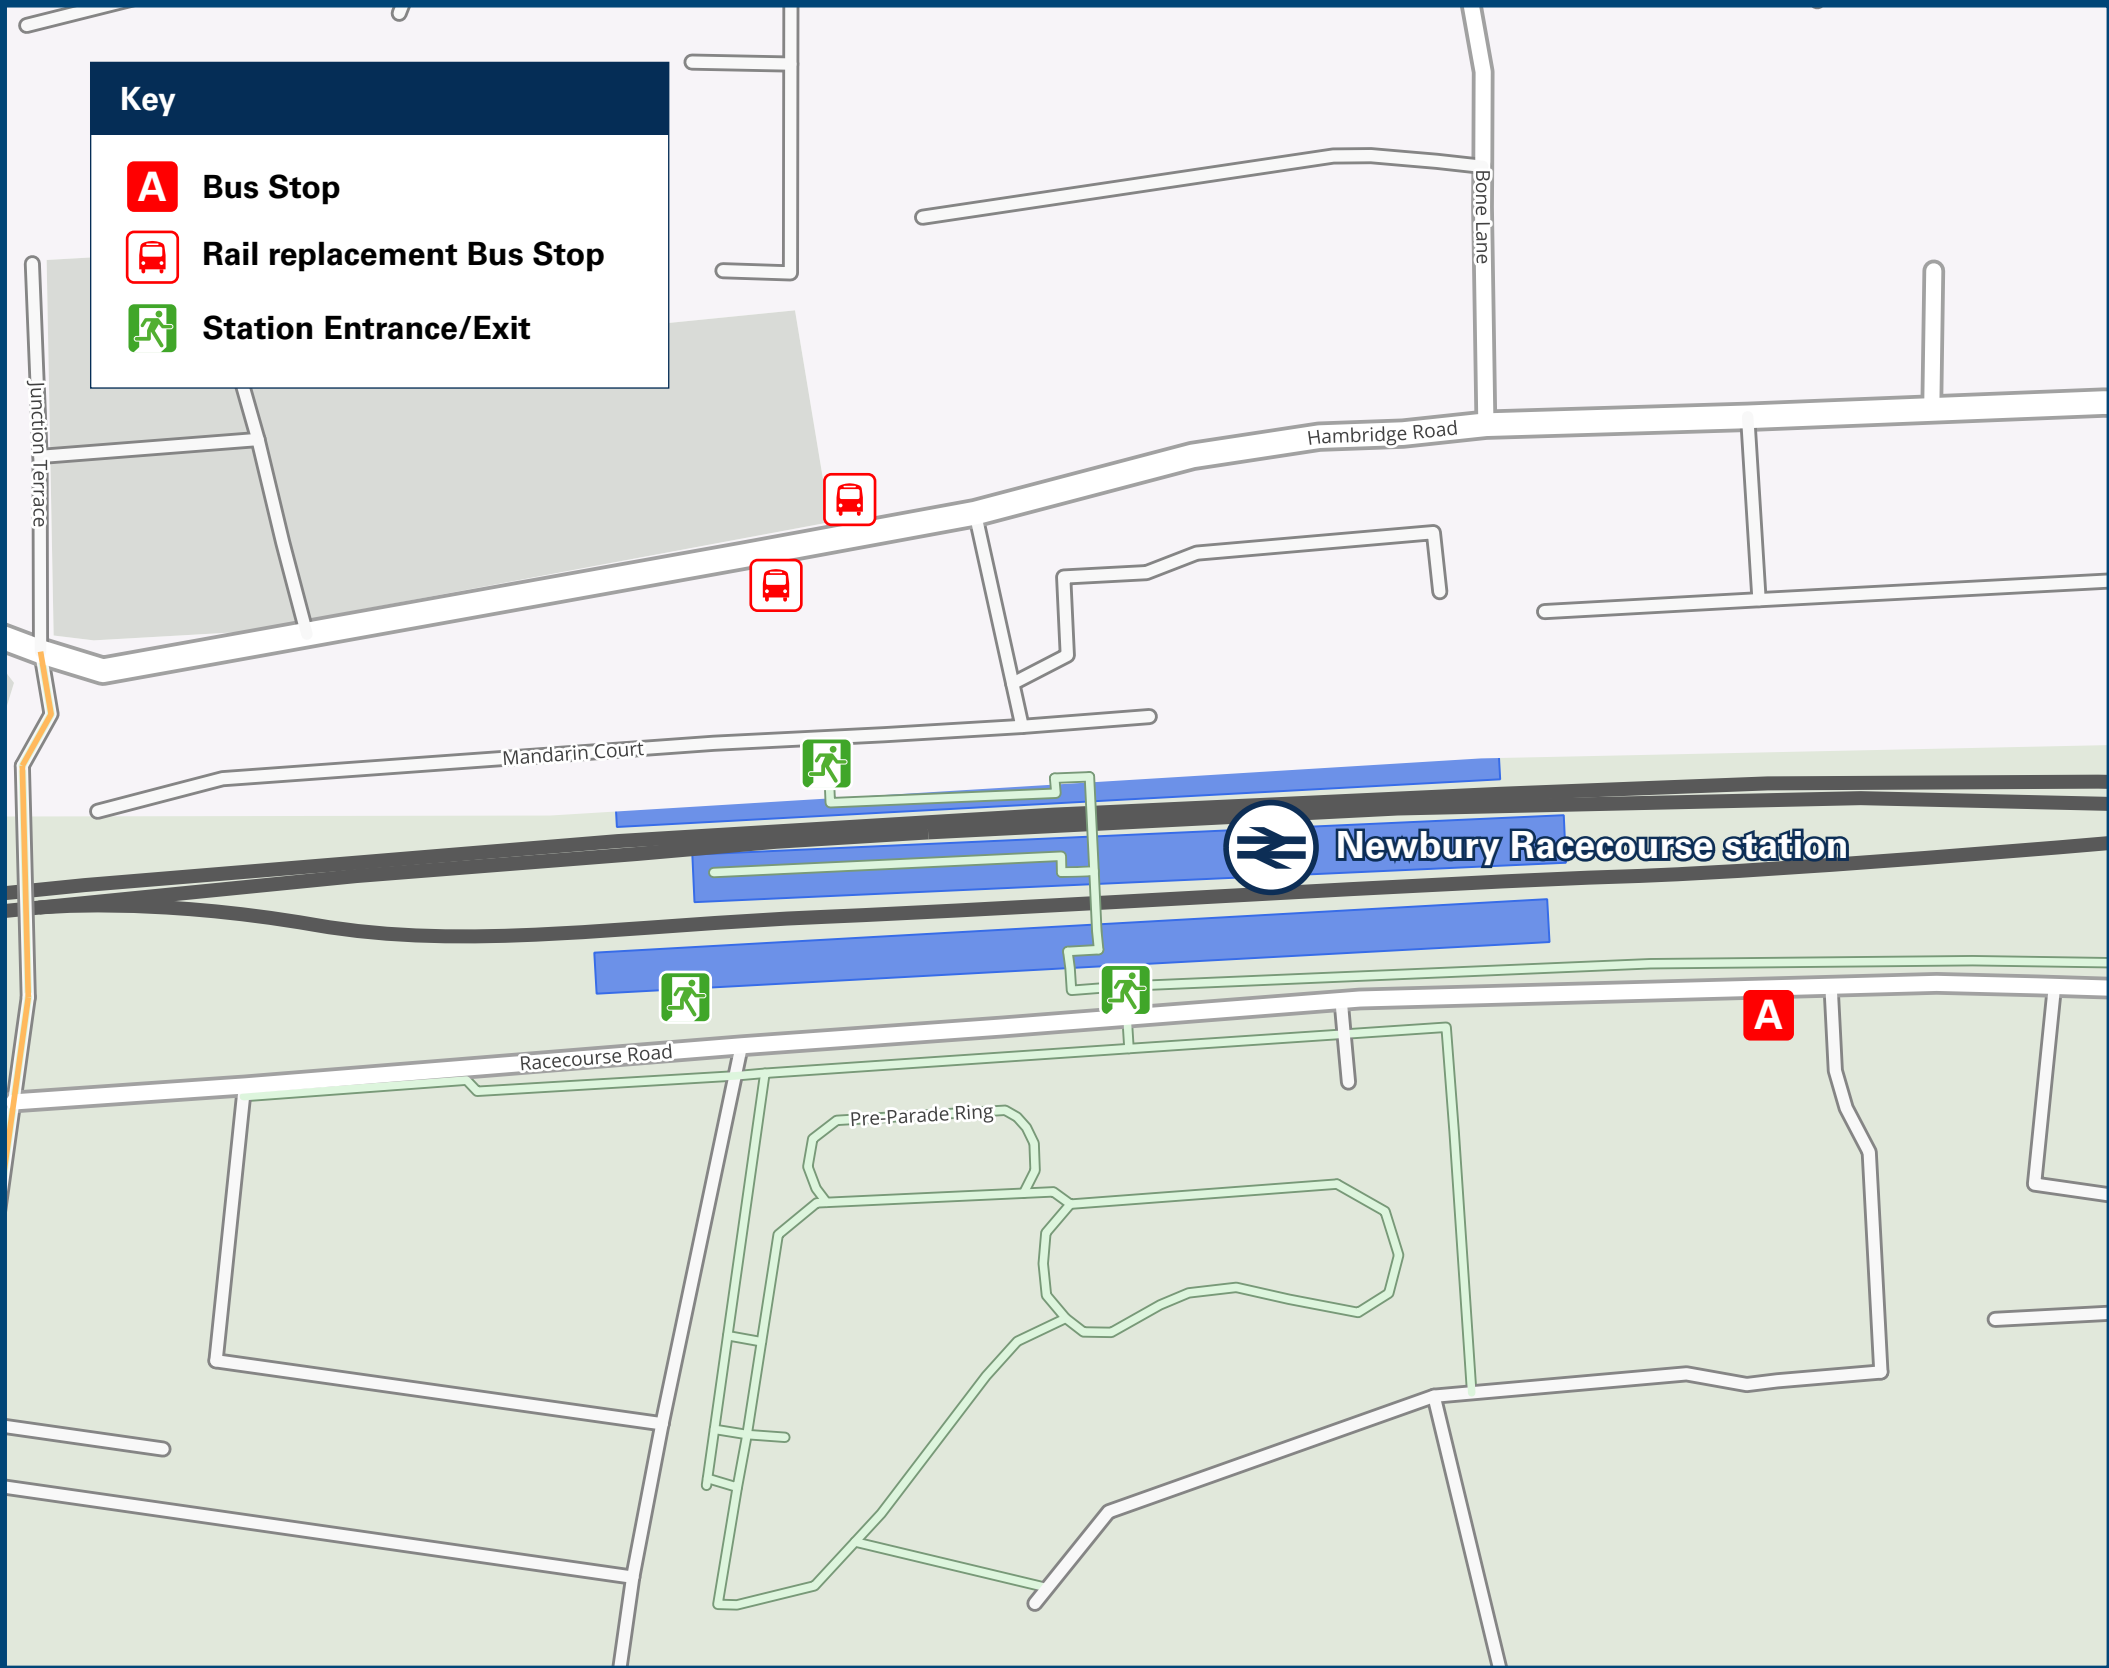 Key
A Bus Stop
Rail replacement Bus Stop
Station Entrance/Exit
Bone Lane
Junction Terrace
Hambridge Road
Mandarin Court
Newbury Racecourse station
A
Racecourse Road
Pre-Parade Ring